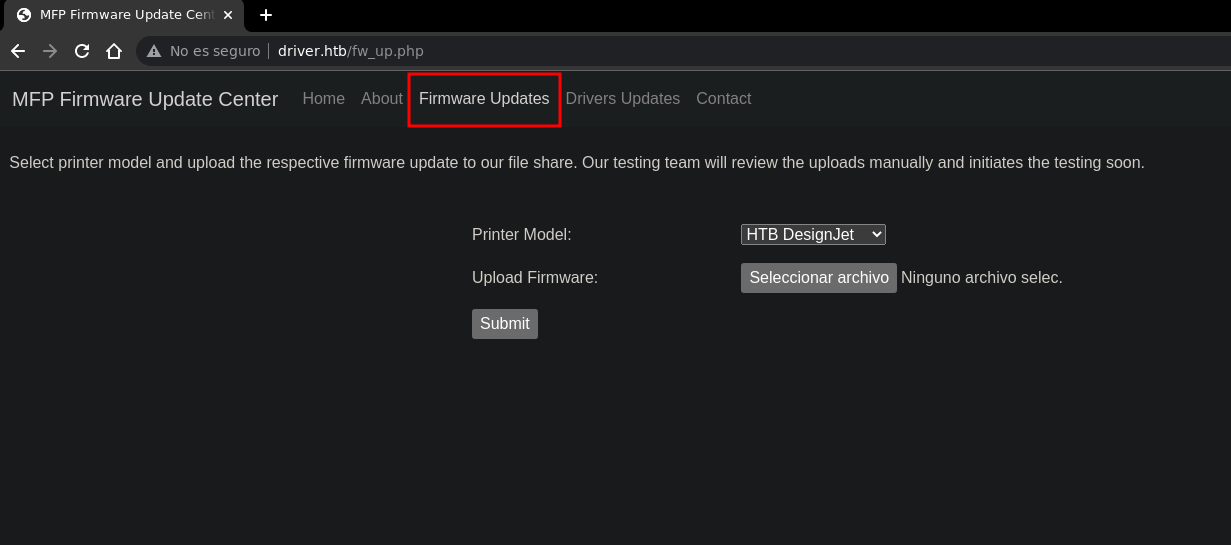 MFP Firmware Update Cent
No es seguro driver.htb/fw_up.php
MFP Firmware Update Center Home About Firmware Updates Drivers Updates Contact
Select printer model and upload the respective firmware update to our file share. Our testing team will review the uploads manually and initiates the testing soon.
Printer Model: HTB DesignJet
Upload Firmware: Seleccionar archivo Ninguno archivo selec.
Submit